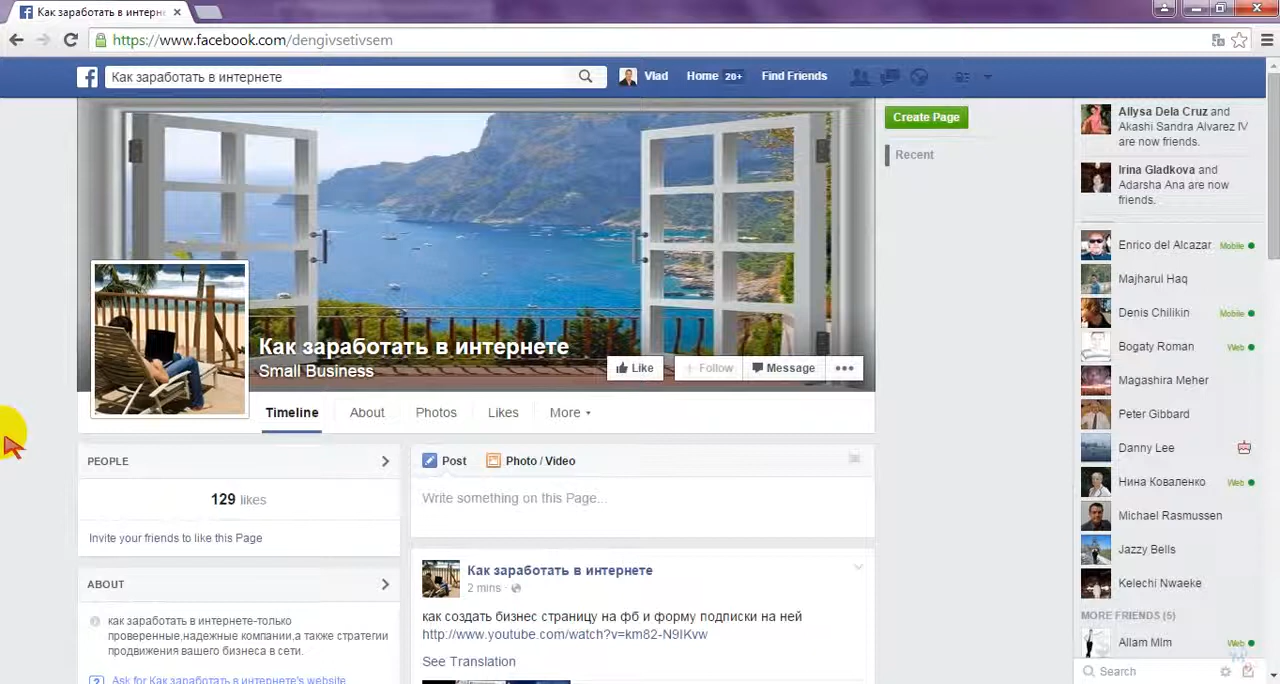 Как заработать в интерне
https://www.facebook.com/dengivsetivsem
Как заработать в интернете
Vlad
Home 20+
Find Friends
Create Page
Recent
Как заработать в интернете
Small Business
Like
+ Follow
Message
Timeline
About
Photos
Likes
More
PEOPLE
129 likes
Invite your friends to like this Page
ABOUT
как заработать в интернете-только
проверенные,надежные компании,а также стратегии
продвижения вашего бизнеса в сети.
Ask for Как заработать в интернете's website
Post
Photo / Video
Write something on this Page...
Как заработать в интернете
2 mins
как создать бизнес страницу на фб и форму подписки на ней
http://www.youtube.com/watch?v=km82-N9IKvw
See Translation
Allysa Dela Cruz and
Akashi Sandra Alvarez IV
are now friends.
Irina Gladkova and
Adarsha Ana are now
friends.
Enrico del Alcazar Mobile
Majharul Haq
Denis Chilikin Mobile
Bogaty Roman Web
Magashira Meher
Peter Gibbard
Danny Lee
Нина Коваленко Web
Michael Rasmussen
Jazzy Bells
Kelechi Nwaeke
MORE FRIENDS (5)
Allam Mlm Web
Search